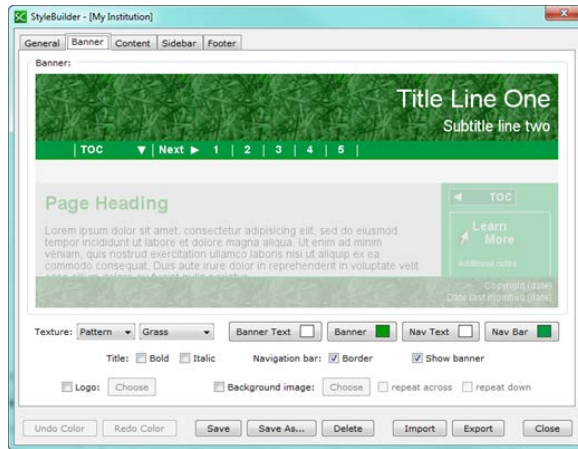 StyleBuilder - [My Institution]
General Banner Content Sidebar Footer
Banner:
Title Line One
Subtitle line two
| TOC ▼ | Next ► 1 | 2 | 3 | 4 | 5 |
Page Heading
◄ TOC
Lorem ipsum dolor sit amet, consectetur adipisicing elit, sed do eiusmod
tempor incididunt ut labore et dolore magna aliqua. Ut enim ad minim
veniam, quis nostrud exercitation ullamco laboris nisi ut aliquip ex ea
commodo consequat. Duis aute irure dolor in reprehenderit in voluptate velit
Learn
More
Additional notes
Copyright (date)
Date last modified (date)
Texture: Pattern Grass Banner Text Banner Nav Text Nav Bar
Title: Bold Italic Navigation bar: Border Show banner
Logo: Choose Background image: Choose repeat across repeat down
Undo Color Redo Color Save Save As... Delete Import Export Close